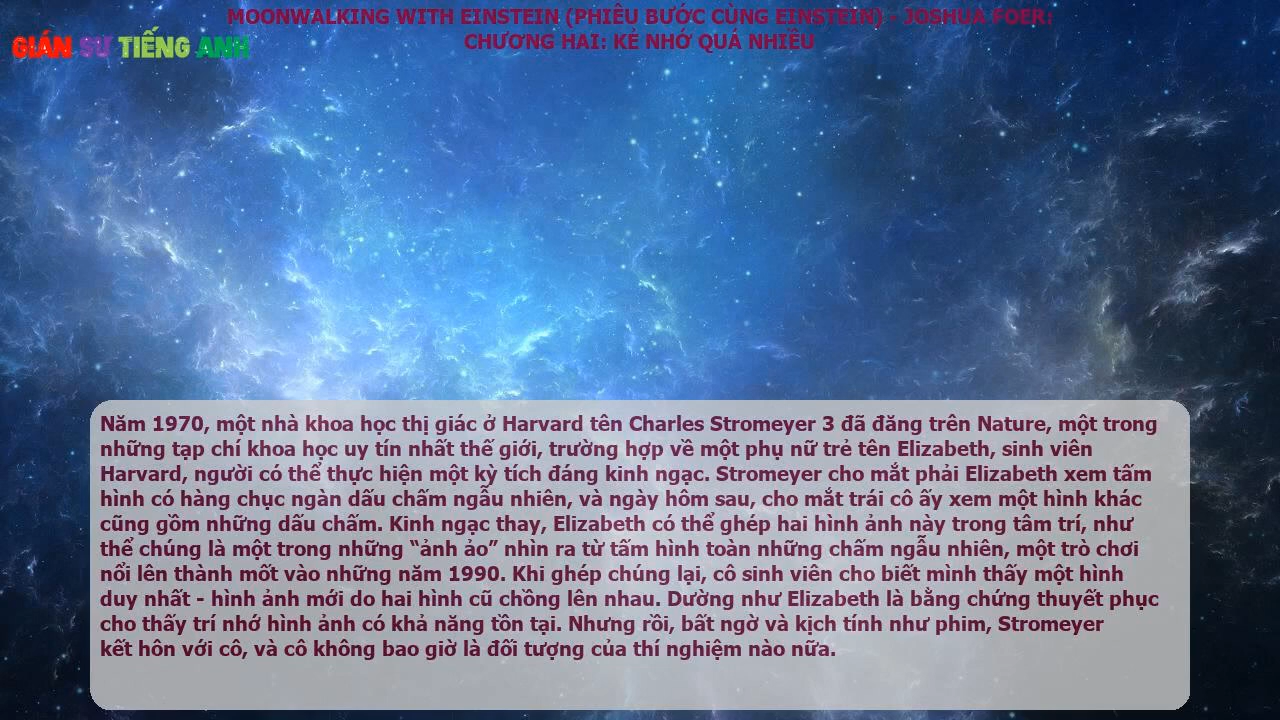 MOONWALKING WITH EINSTEIN (PHIÊU BƯỚC CÙNG EINSTEIN) - JOSHUA FOER:
CHƯƠNG HAI: KẺ NHỚ QUÁ NHIỀU
GIÁN SƯ TIẾNG ANH
Năm 1970, một nhà khoa học thị giác ở Harvard tên Charles Stromeyer 3 đã đăng trên Nature, một trong
những tạp chí khoa học uy tín nhất thế giới, trường hợp về một phụ nữ trẻ tên Elizabeth, sinh viên
Harvard, người có thể thực hiện một kỳ tích đáng kinh ngạc. Stromeyer cho mắt phải Elizabeth xem tấm
hình có hàng chục ngàn dấu chấm ngẫu nhiên, và ngày hôm sau, cho mắt trái cô ấy xem một hình khác
cũng gồm những dấu chấm. Kinh ngạc thay, Elizabeth có thể ghép hai hình ảnh này trong tâm trí, như
thể chúng là một trong những “ảnh ảo” nhìn ra từ tấm hình toàn những chấm ngẫu nhiên, một trò chơi
nổi lên thành mốt vào những năm 1990. Khi ghép chúng lại, cô sinh viên cho biết mình thấy một hình
duy nhất - hình ảnh mới do hai hình cũ chồng lên nhau. Dường như Elizabeth là bằng chứng thuyết phục
cho thấy trí nhớ hình ảnh có khả năng tồn tại. Nhưng rồi, bất ngờ và kịch tính như phim, Stromeyer
kết hôn với cô, và cô không bao giờ là đối tượng của thí nghiệm nào nữa.